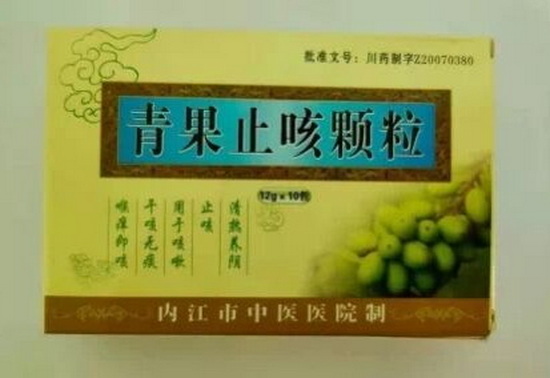 批准文号：川药制字Z20070380
青果止咳颗粒
12g×10包
清热养阴
止咳
用于咳嗽
干咳无痰
喉痒即咳
内江市中医医院制